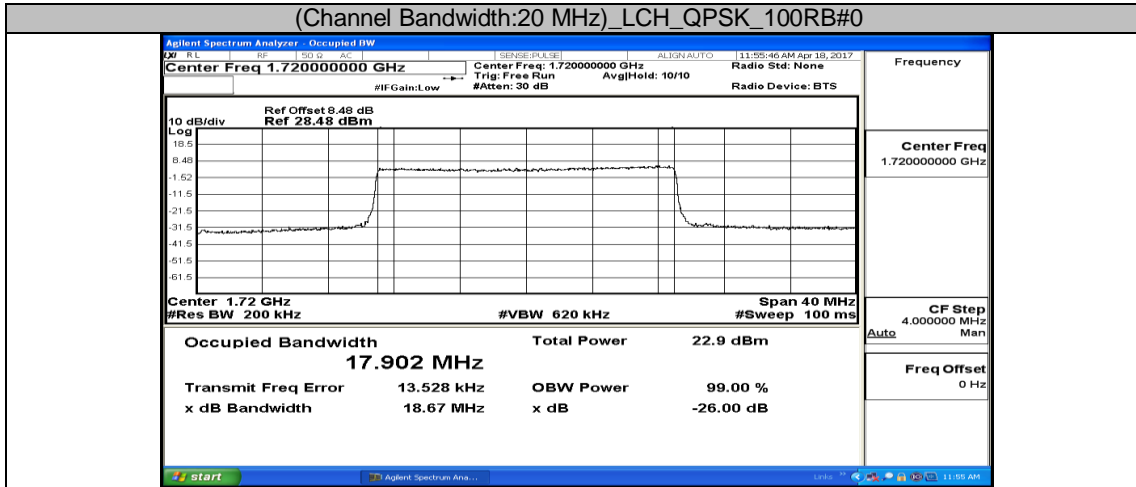 (Channel Bandwidth:20 MHz)_LCH_QPSK_100RB#0
Agilent Spectrum Analyzer - Occupied BW
LXI RL RF 50 Ω AC SENSE:PULSE ALIGN AUTO 11:55:46 AM Apr 18, 2017
Center Freq 1.720000000 GHz
Center Freq: 1.720000000 GHz
Radio Std: None
Trig: Free Run Avg|Hold: 10/10
#IFGain:Low #Atten: 30 dB Radio Device: BTS
Frequency
Ref Offset 8.48 dB
10 dB/div Ref 28.48 dBm
Log
18.5
8.48
-1.52
-11.5
-21.5
-31.5
-41.5
-51.5
-61.5
Center Freq
1.720000000 GHz
Center 1.72 GHz Span 40 MHz
#Res BW 200 kHz #VBW 620 kHz #Sweep 100 ms
CF Step
4.000000 MHz
Auto Man
Occupied Bandwidth Total Power 22.9 dBm
17.902 MHz
Freq Offset
0 Hz
Transmit Freq Error 13.528 kHz OBW Power 99.00 %
x dB Bandwidth 18.67 MHz x dB -26.00 dB
start Agilent Spectrum Ana... Links 11:55 AM